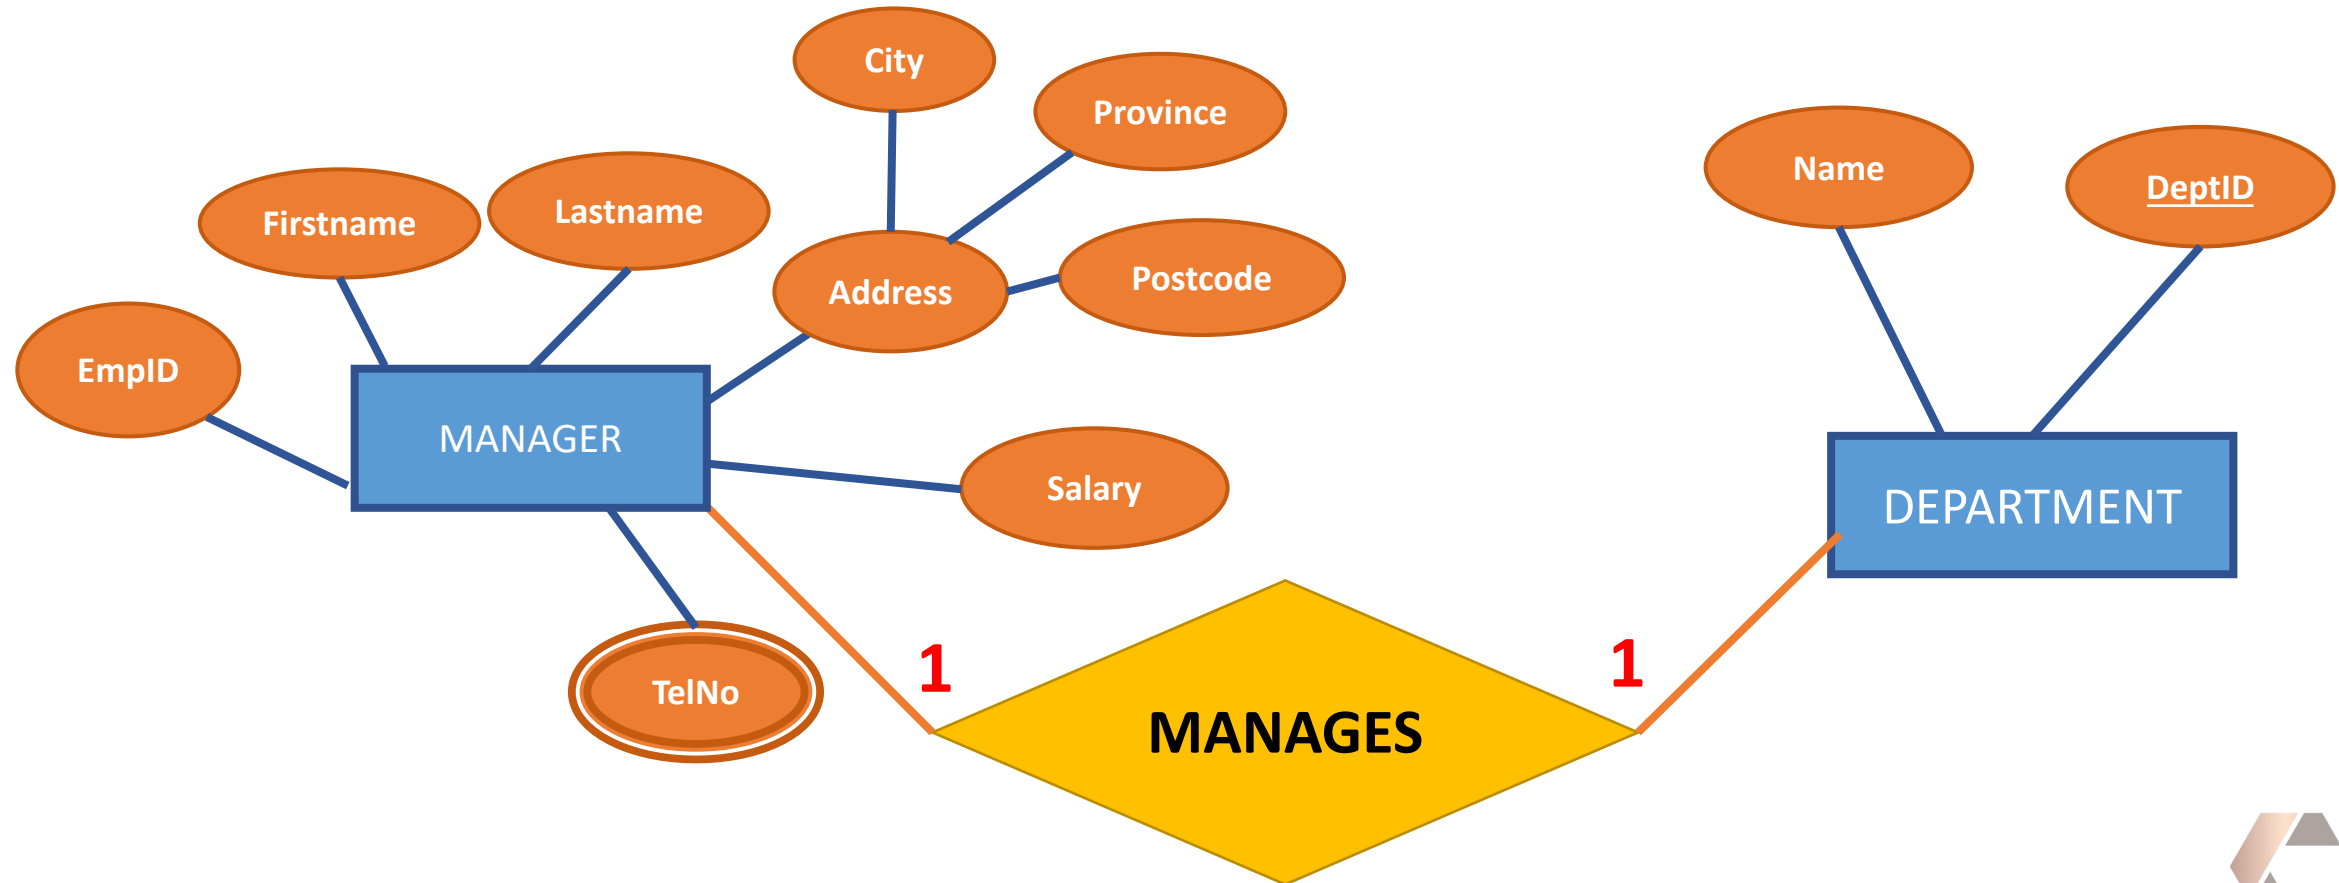 City
Province
Name
DeptID
Firstname
Lastname
Address
Postcode
EmpID
MANAGER
Salary
DEPARTMENT
TelNo
1
1
MANAGES